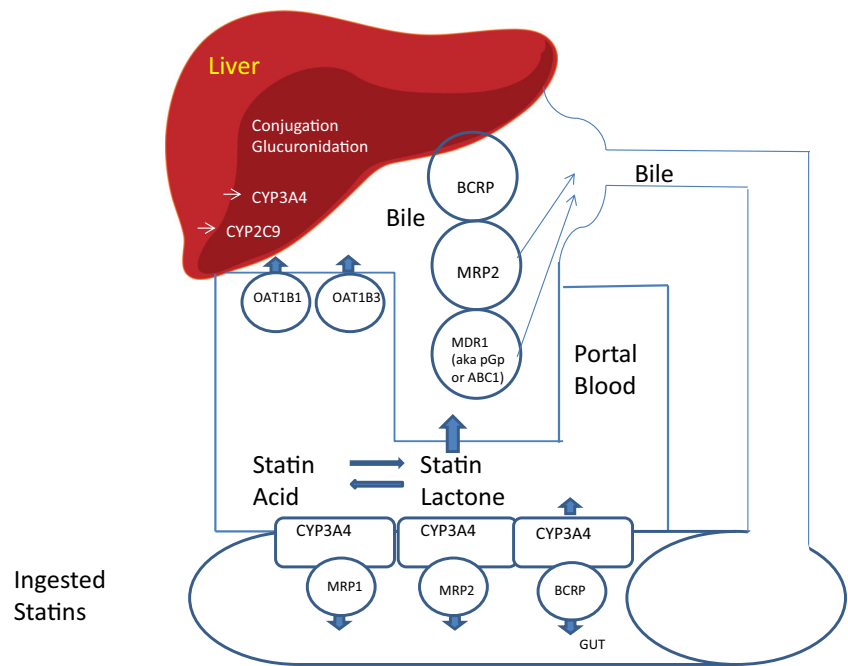 Liver
Conjugation
Glucuronidation
CYP3A4
CYP2C9
Bile
BCRP
Bile
MRP2
OAT1B1
OAT1B3
MDR1
(aka pGp
or ABC1)
Portal
Blood
Statin
Acid
Statin
Lactone
CYP3A4
CYP3A4
CYP3A4
Ingested
Statins
MRP1
MRP2
BCRP
GUT